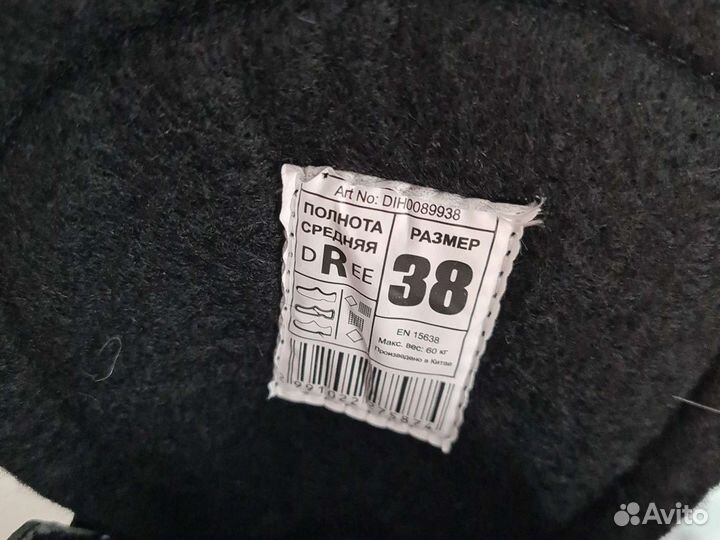 Art No: DIH0089938
ПОЛНОТА
СРЕДНЯЯ
D R EE
РАЗМЕР
38
EN 15638
Макс. вес: 60 кг
Произведено в Китае
Avito